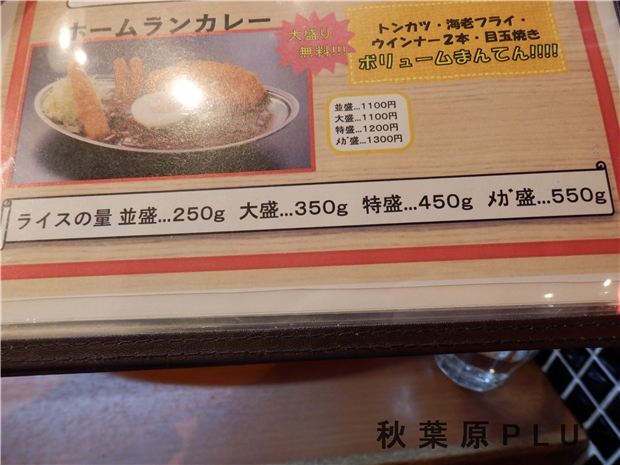 ホームランカレー
大盛り
無料!!!
トンカツ・海老フライ・
ウインナー2本・目玉焼き
ボリュームまんてん!!!!
並盛…1100円
大盛…1100円
特盛…1200円
メガ盛…1300円
ライスの量 並盛…250g 大盛…350g 特盛…450g メガ盛…550g
秋葉原PLU